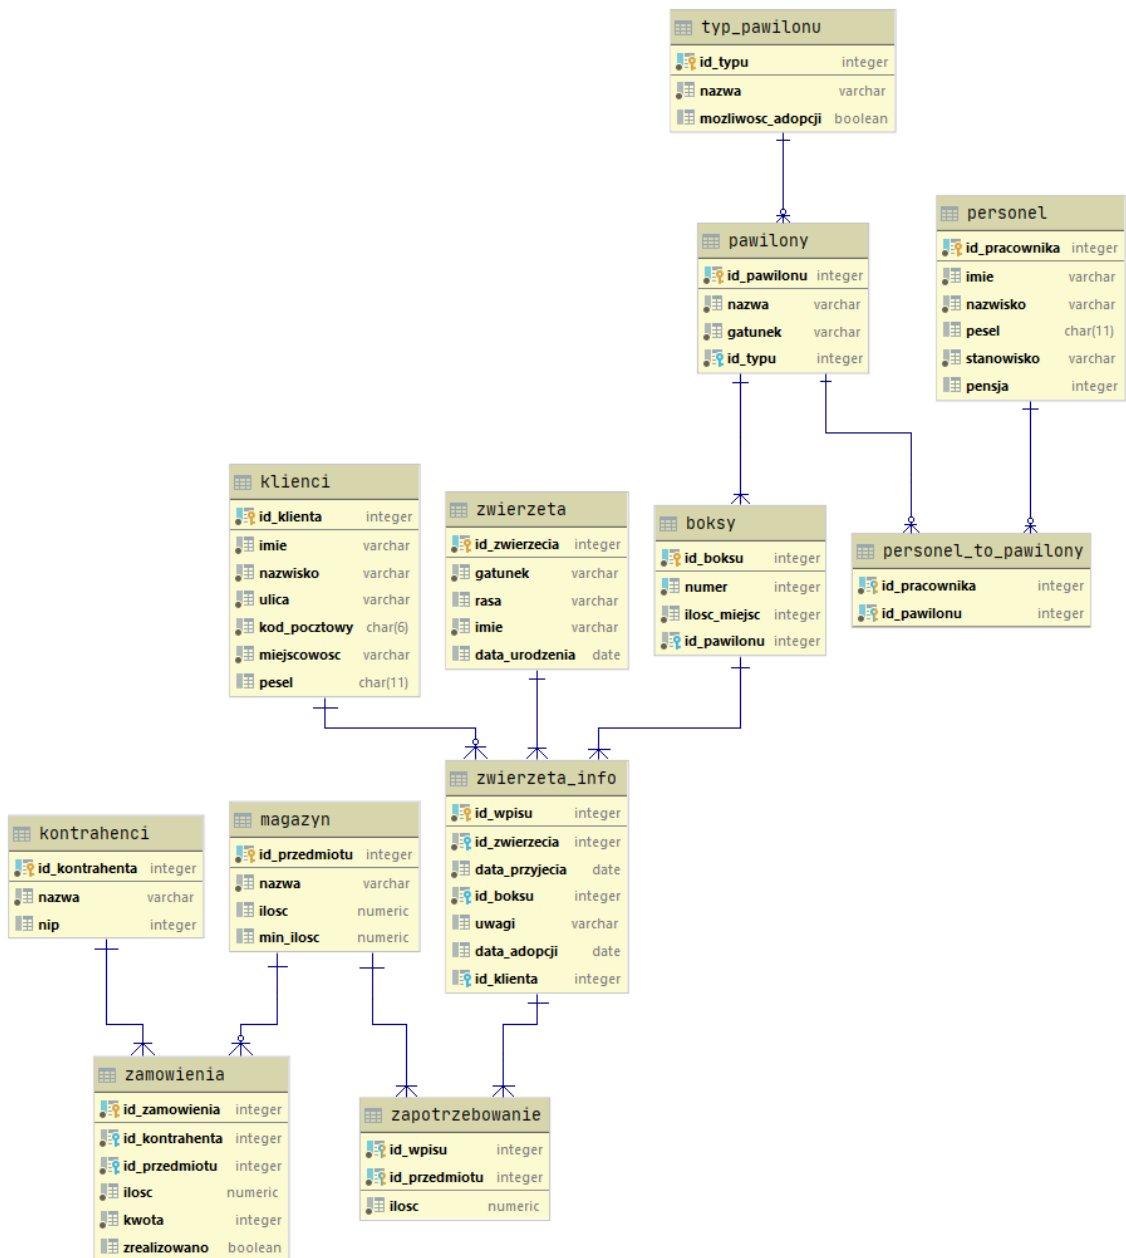 typ_pawilonu
id_typu integer
nazwa varchar
mozliwosc_adopcji boolean
pawilony
id_pawilonu integer
nazwa varchar
gatunek varchar
id_typu integer
personel
id_pracownika integer
imie varchar
nazwisko varchar
pesel char(11)
stanowisko varchar
pensja integer
klienci
id_klienta integer
imie varchar
nazwisko varchar
ulica varchar
kod_pocztowy char(6)
miejscowosc varchar
pesel char(11)
zwierzeta
id_zwierzecia integer
gatunek varchar
rasa varchar
imie varchar
data_urodzenia date
boksy
id_boksu integer
numer integer
ilosc_miejsc integer
id_pawilonu integer
personel_to_pawilony
id_pracownika integer
id_pawilonu integer
kontrahenci
id_kontrahenta integer
nazwa varchar
nip integer
magazyn
id_przedmiotu integer
nazwa varchar
ilosc numeric
min_ilosc numeric
zwierzeta_info
id_wpisu integer
id_zwierzecia integer
data_przyjecia date
id_boksu integer
uwagi varchar
data_adopcji date
id_klienta integer
zamowienia
id_zamowienia integer
id_kontrahenta integer
id_przedmiotu integer
ilosc numeric
kwota integer
zrealizowano boolean
zapotrzebowanie
id_wpisu integer
id_przedmiotu integer
ilosc numeric